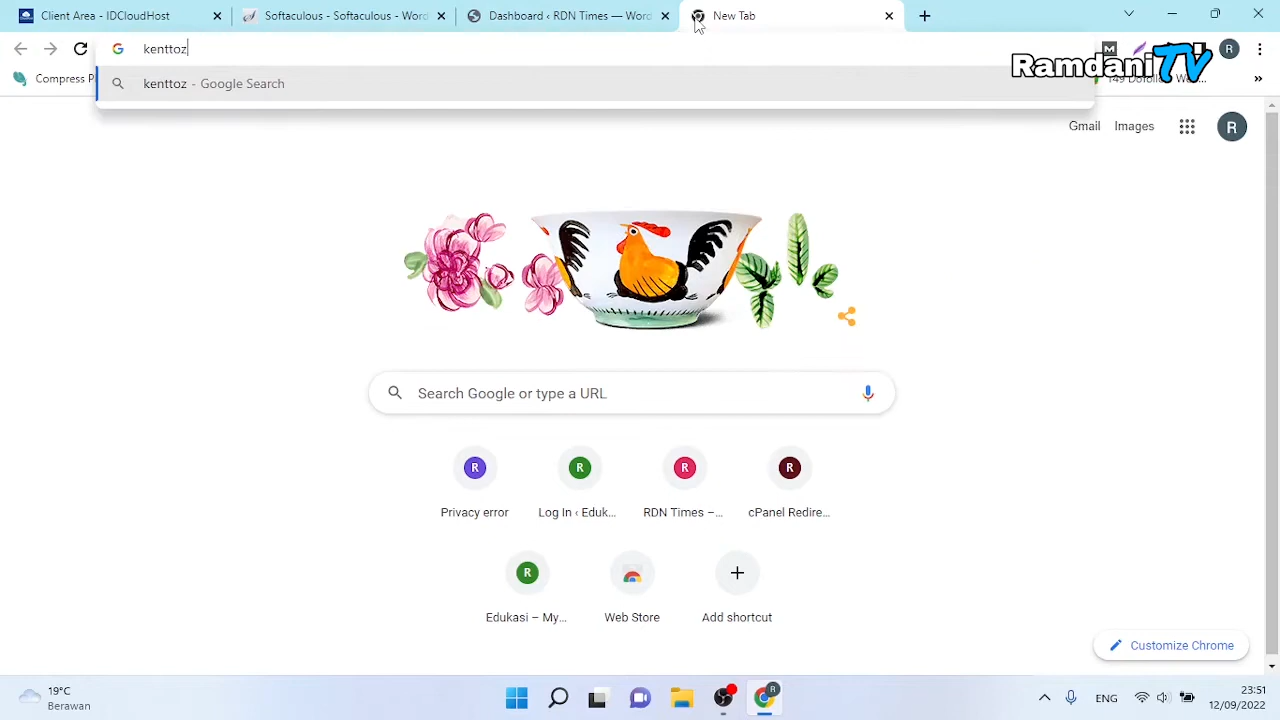 Client Area - IDCloudHost
Softaculous - Softaculous - Word
Dashboard ‹ RDN Times — Word
New Tab
kenttoz
R
kenttoz - Google Search
Compress P
RamdaniTV
Gmail
Images
R
Search Google or type a URL
R
R
R
R
Privacy error
Log In ‹ Eduk...
RDN Times –...
cPanel Redire...
R
Edukasi – My...
Web Store
Add shortcut
Customize Chrome
19°C
Berawan
R
ENG
23:51
12/09/2022